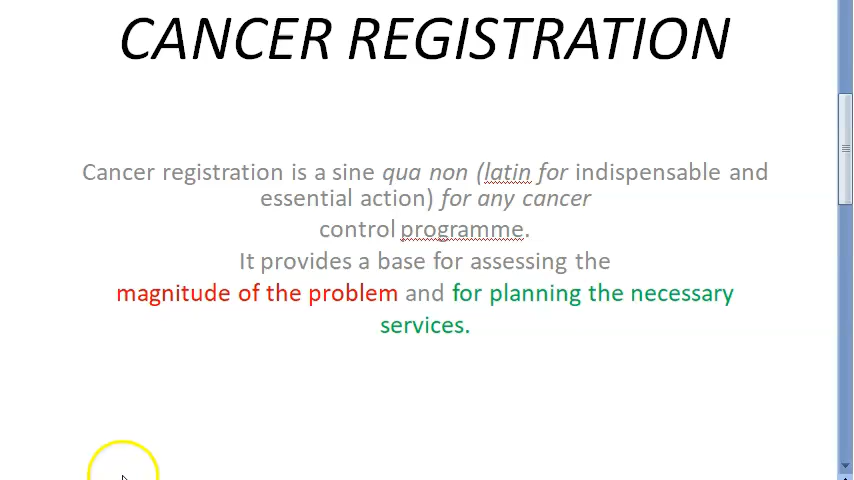 CANCER REGISTRATION
Cancer registration is a sine qua non (latin for indispensable and
essential action) for any cancer
control programme.
It provides a base for assessing the
magnitude of the problem and for planning the necessary
services.